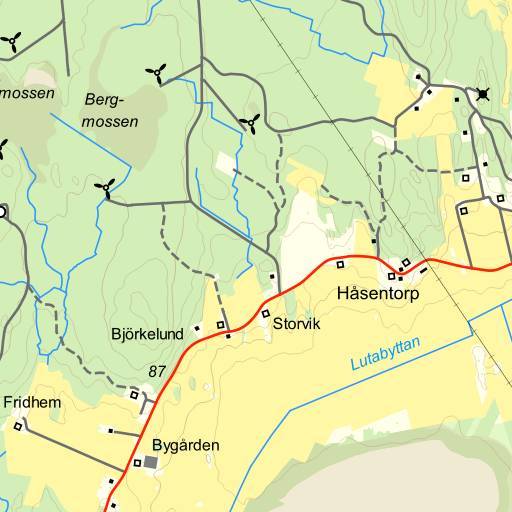 mossen
Berg-
mossen
Håsentorp
Björkelund
Storvik
Lutabyttan
87
Fridhem
Bygården